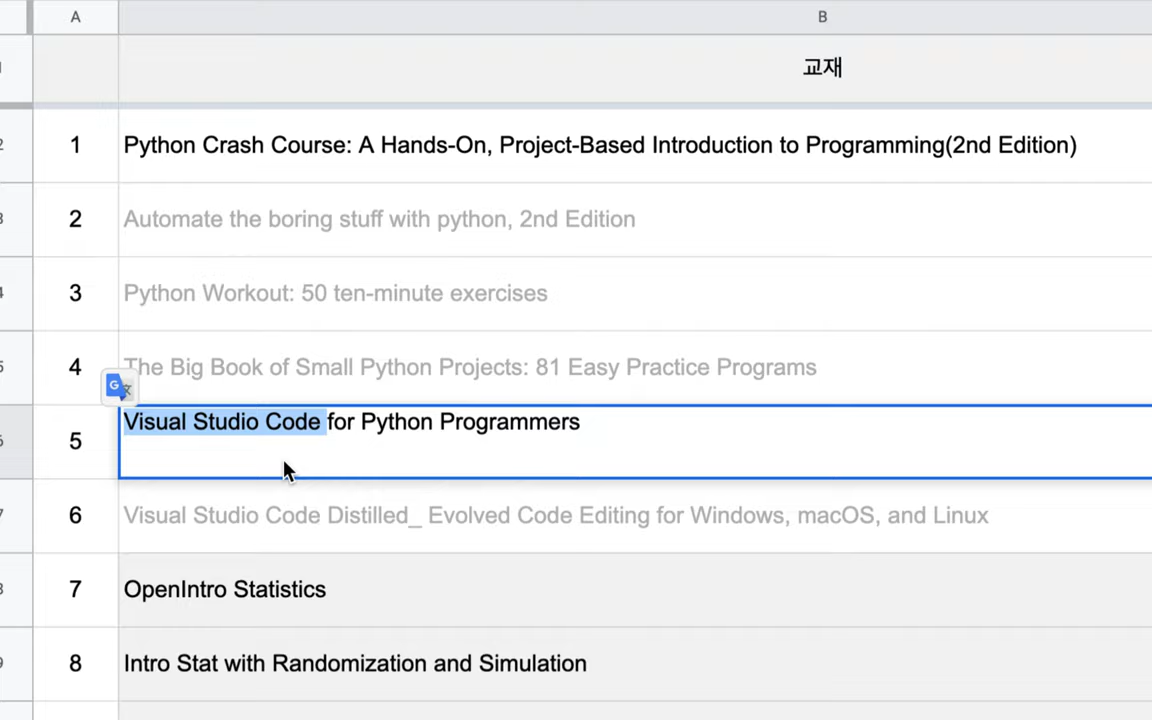 A B
교재
1 Python Crash Course: A Hands-On, Project-Based Introduction to Programming(2nd Edition)
2 Automate the boring stuff with python, 2nd Edition
3 Python Workout: 50 ten-minute exercises
4 The Big Book of Small Python Projects: 81 Easy Practice Programs
5 Visual Studio Code for Python Programmers
6 Visual Studio Code Distilled_ Evolved Code Editing for Windows, macOS, and Linux
7 OpenIntro Statistics
8 Intro Stat with Randomization and Simulation